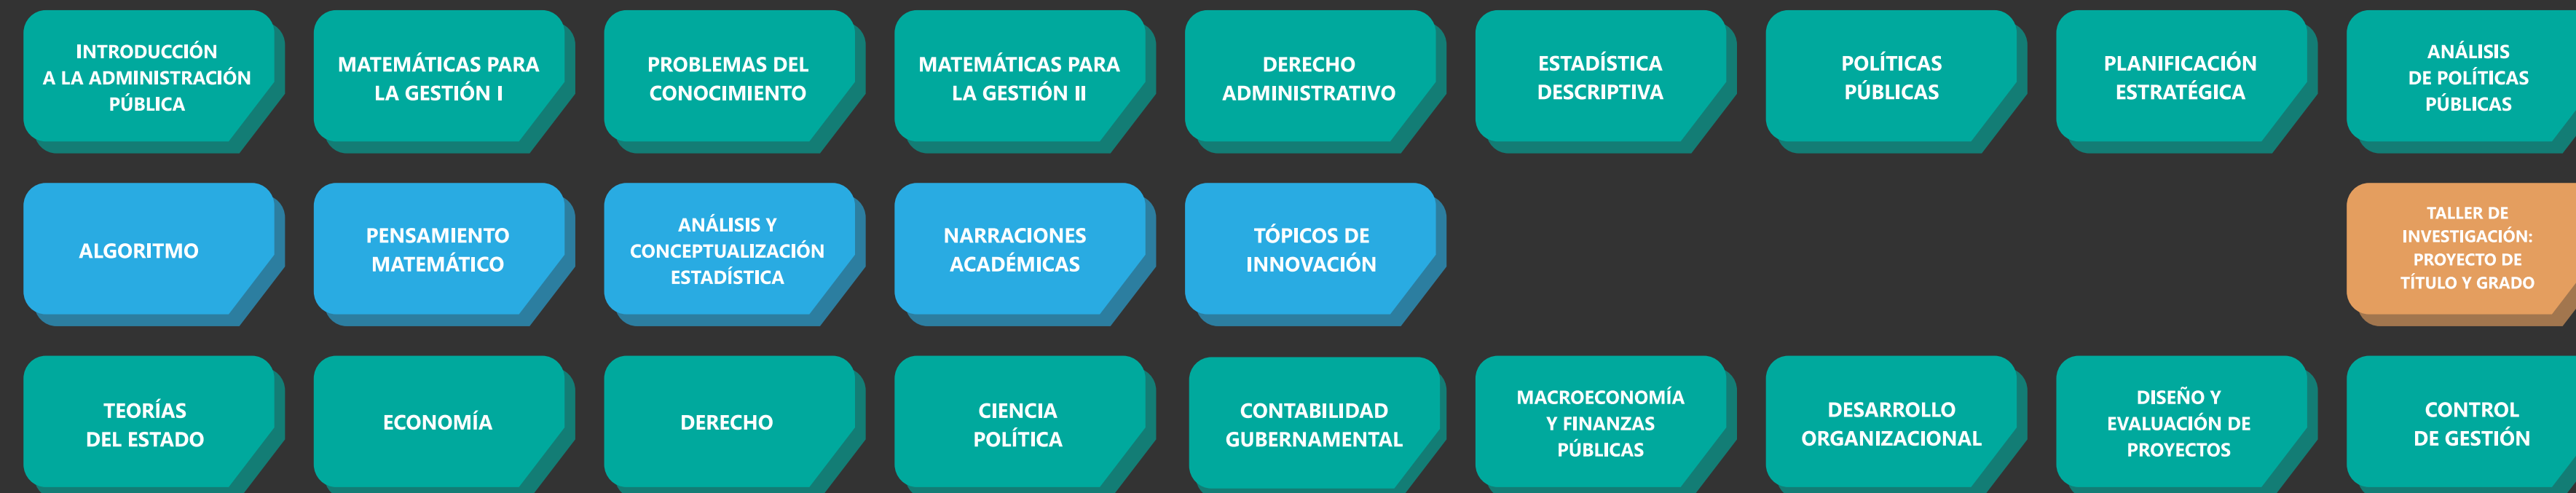 INTRODUCCIÓN
A LA ADMINISTRACIÓN
PÚBLICA
MATEMÁTICAS PARA
LA GESTIÓN I
PROBLEMAS DEL
CONOCIMIENTO
MATEMÁTICAS PARA
LA GESTIÓN II
DERECHO
ADMINISTRATIVO
ESTADÍSTICA
DESCRIPTIVA
POLÍTICAS
PÚBLICAS
PLANIFICACIÓN
ESTRATÉGICA
ANÁLISIS
DE POLÍTICAS
PÚBLICAS
ALGORITMO
PENSAMIENTO
MATEMÁTICO
ANÁLISIS Y
CONCEPTUALIZACIÓN
ESTADÍSTICA
NARRACIONES
ACADÉMICAS
TÓPICOS DE
INNOVACIÓN
TALLER DE
INVESTIGACIÓN:
PROYECTO DE
TÍTULO Y GRADO
TEORÍAS
DEL ESTADO
ECONOMÍA
DERECHO
CIENCIA
POLÍTICA
CONTABILIDAD
GUBERNAMENTAL
MACROECONOMÍA
Y FINANZAS
PÚBLICAS
DESARROLLO
ORGANIZACIONAL
DISEÑO Y
EVALUACIÓN DE
PROYECTOS
CONTROL
DE GESTIÓN